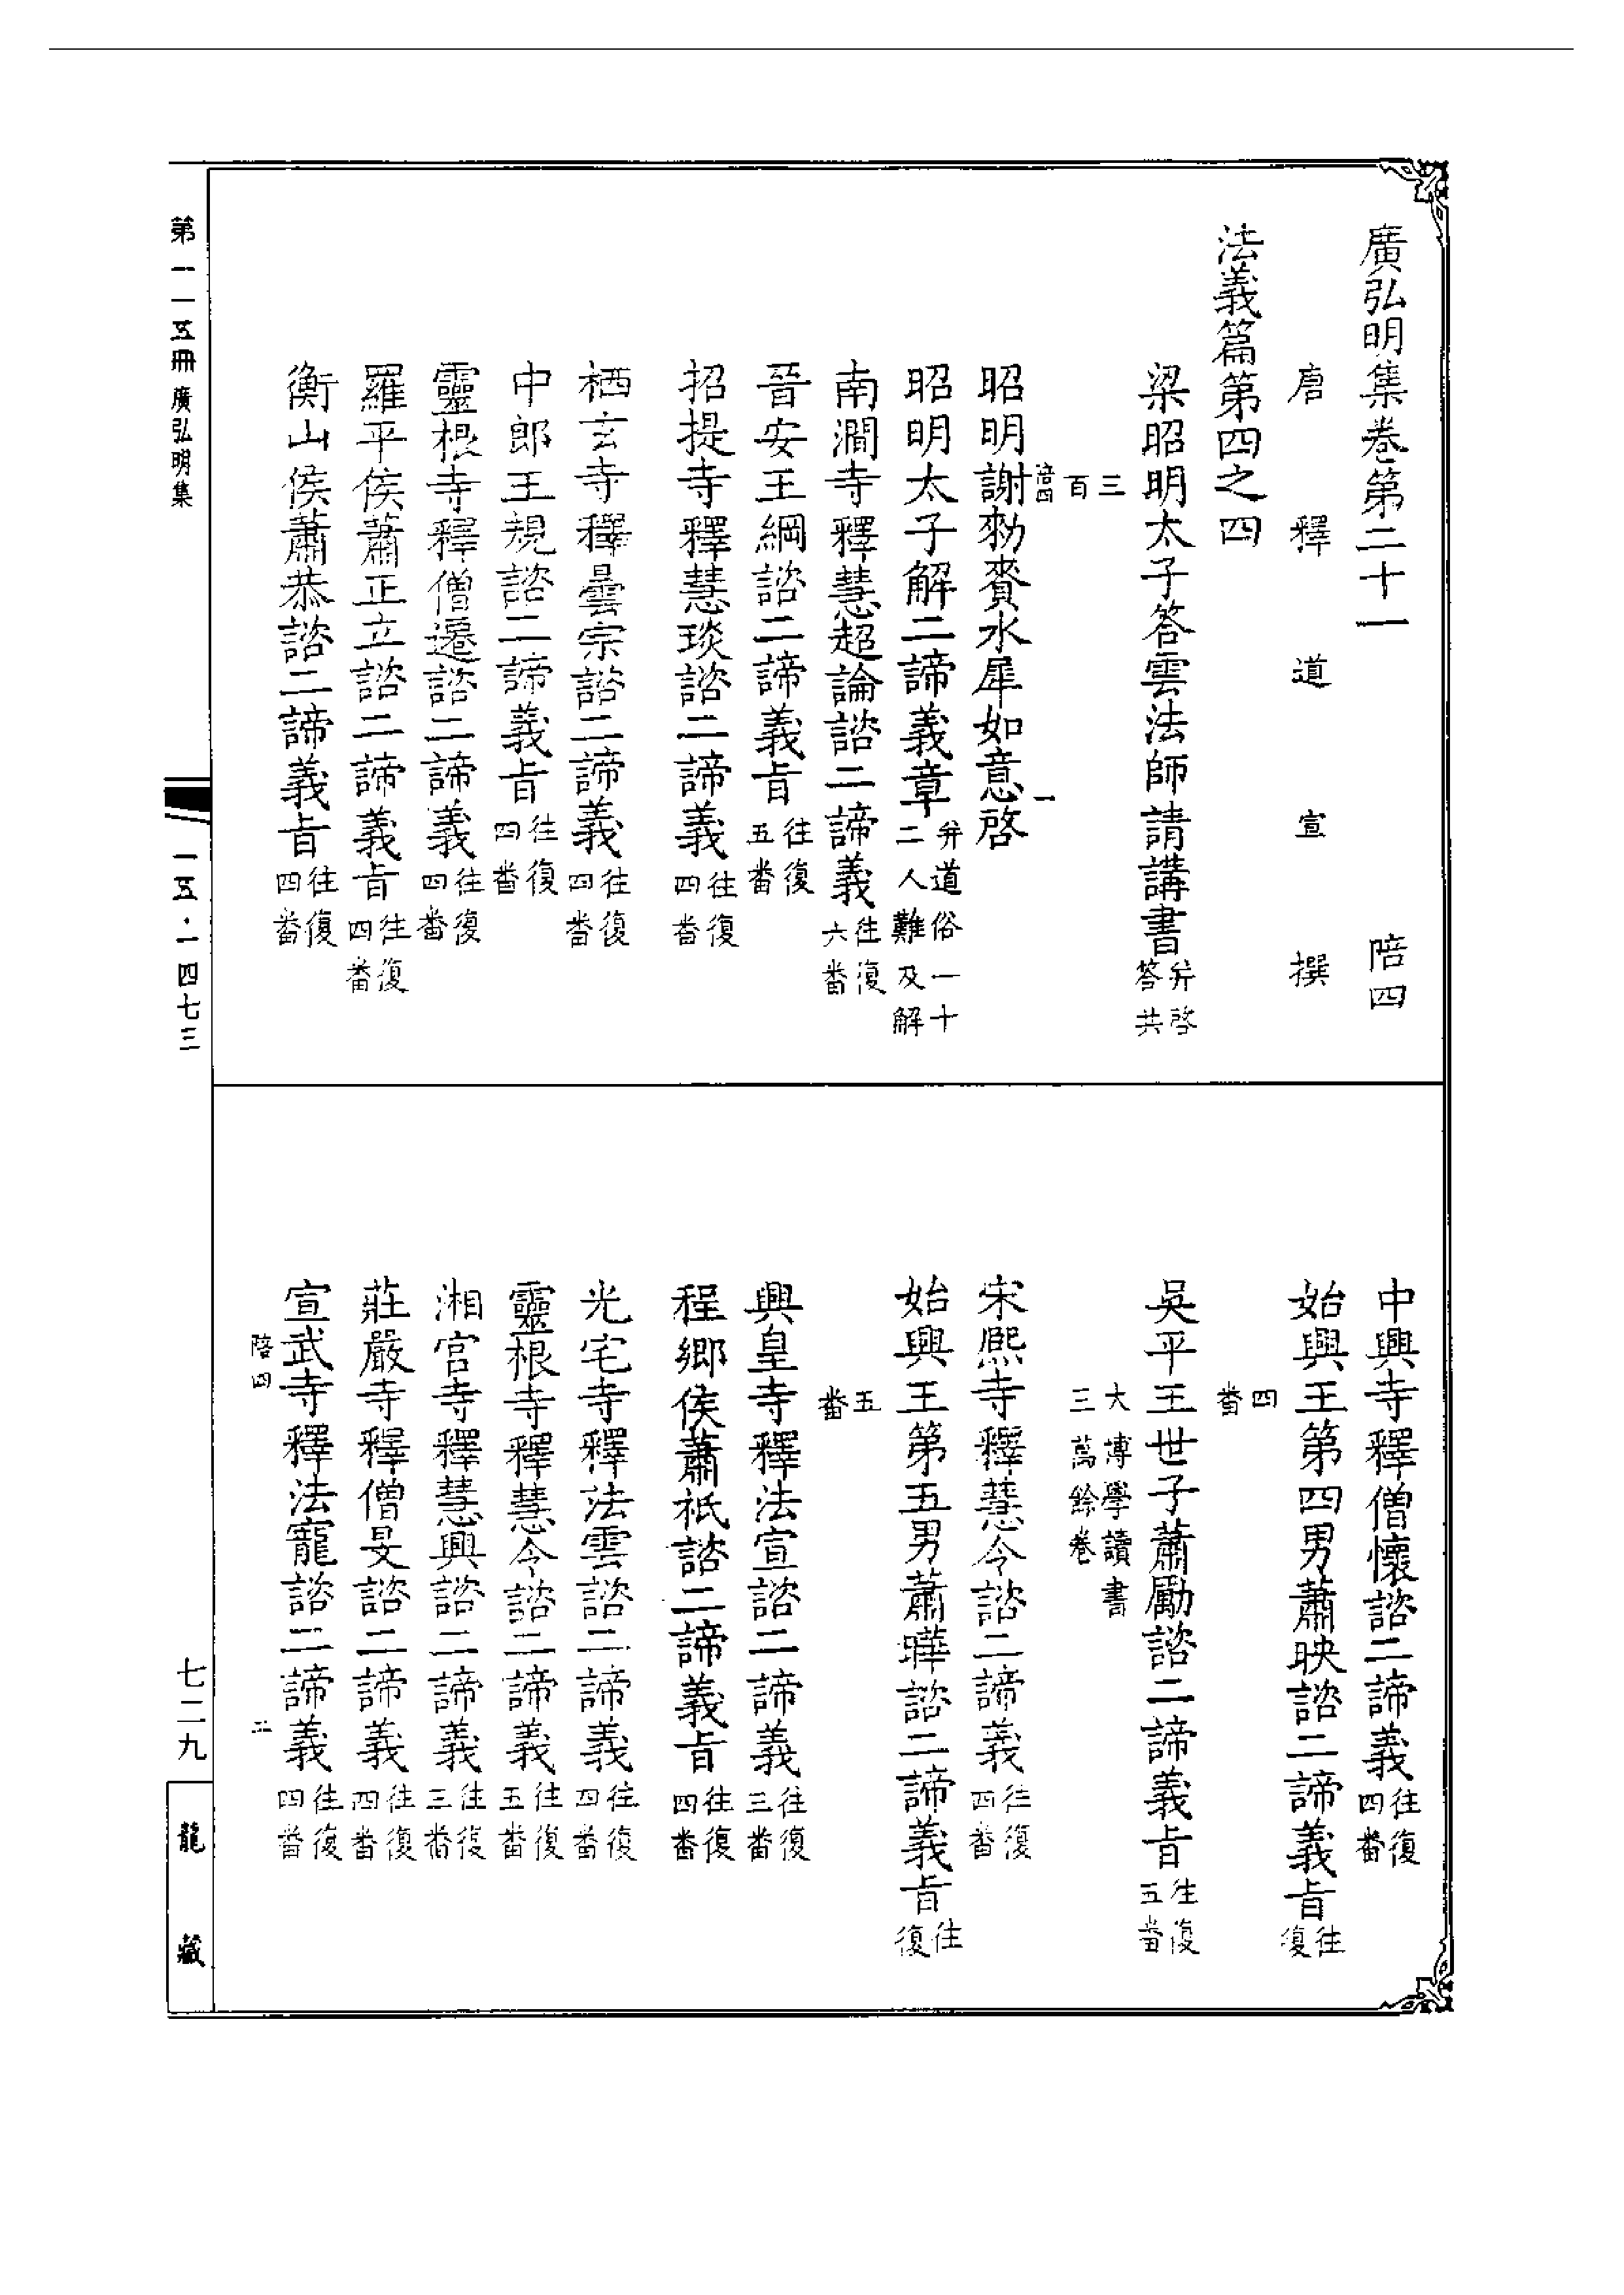 廣弘明集卷第二十一　陪四
唐釋道宣撰
法義篇第四之四
梁昭明太子答雲法師請講書并啓答共
三百
陪四　一
昭明謝勑賚水犀如意啓
昭明太子解二諦義章并道俗一十二人難及解
南澗寺釋慧超論諮二諦義往復六番
晉安王綱諮二諦義旨往復五番
招提寺釋慧琰諮二諦義往復四番
栖玄寺釋曇宗諮二諦義往復四番
中郎王規諮二諦義旨往復四番
靈根寺釋僧遷諮二諦義往復四番
羅平侯蕭正立諮二諦義旨往復四番
衡山侯蕭恭諮二諦義旨往復四番
中興寺釋僧懷諮二諦義往復四番
始興王第四男蕭映諮二諦義旨往復
四番
吳平王世子蕭勵諮二諦義旨往復五番
大博學讀書三萬餘卷
宋熙寺釋慧令諮二諦義往復四番
始興王第五男蕭曄諮二諦義旨往復
五番
興皇寺釋法宣諮二諦義往復三番
程鄉侯蕭祇諮二諦義旨往復四番
光宅寺釋法雲諮二諦義往復四番
靈根寺釋慧令諮二諦義往復五番
湘宮寺釋慧興諮二諦義往復三番
莊嚴寺釋僧旻諮二諦義往復四番
宣武寺釋法寵諮二諦義往復四番
陪四　二
第一一五冊　廣弘明集
一一五·一四七三
七二九
龍藏